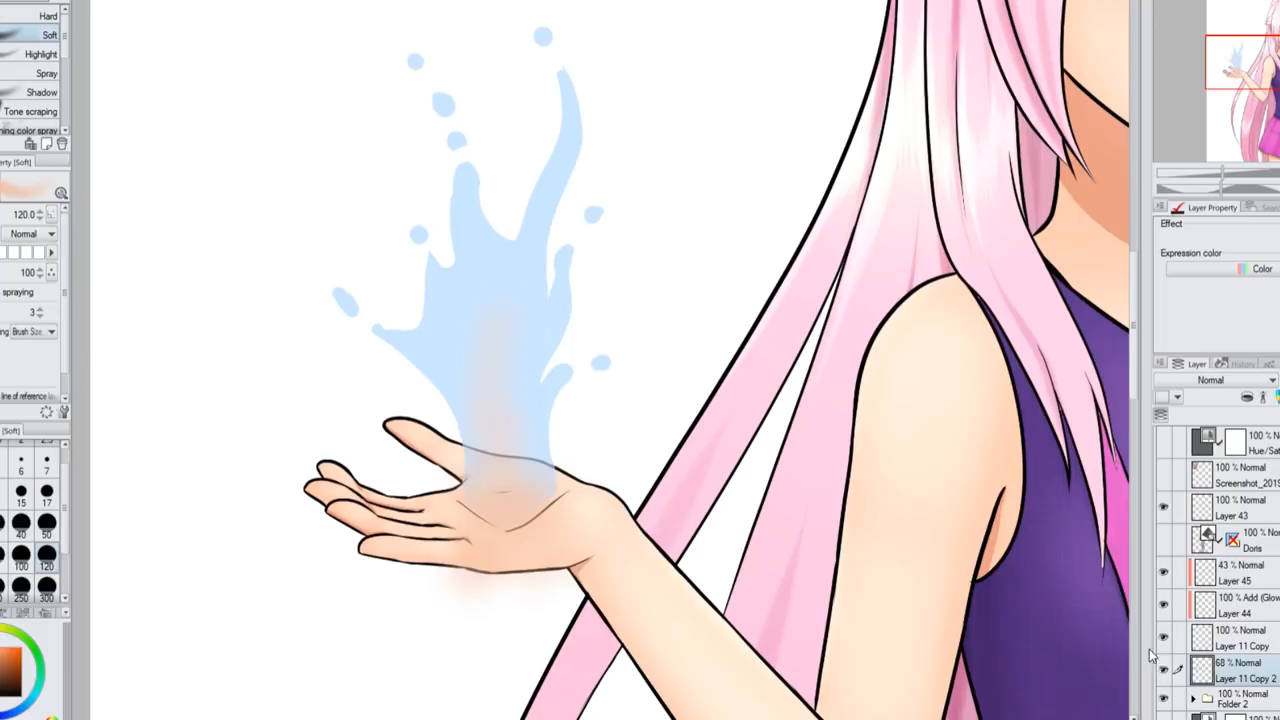 Hard
Soft
Highlight
Spray
Shadow
Tone scraping
ning color spray
erty [Soft]
120.0
Normal
100
spraying
3
Brush Size
line of reference
[Soft]
6 7
15 17
40 50
100 120
250 300
Layer Property
Effect
Expression color
Color
Layer History
Normal
100 % N
Hue/Sat
100 % Normal
Screenshot_2019
100 % Normal
Layer 43
100 % No
Doris
43 % Normal
Layer 45
100 % Add (Glow
Layer 44
100 % Normal
Layer 11 Copy
68 % Normal
Layer 11 Copy 2
100 % Normal
Folder 2